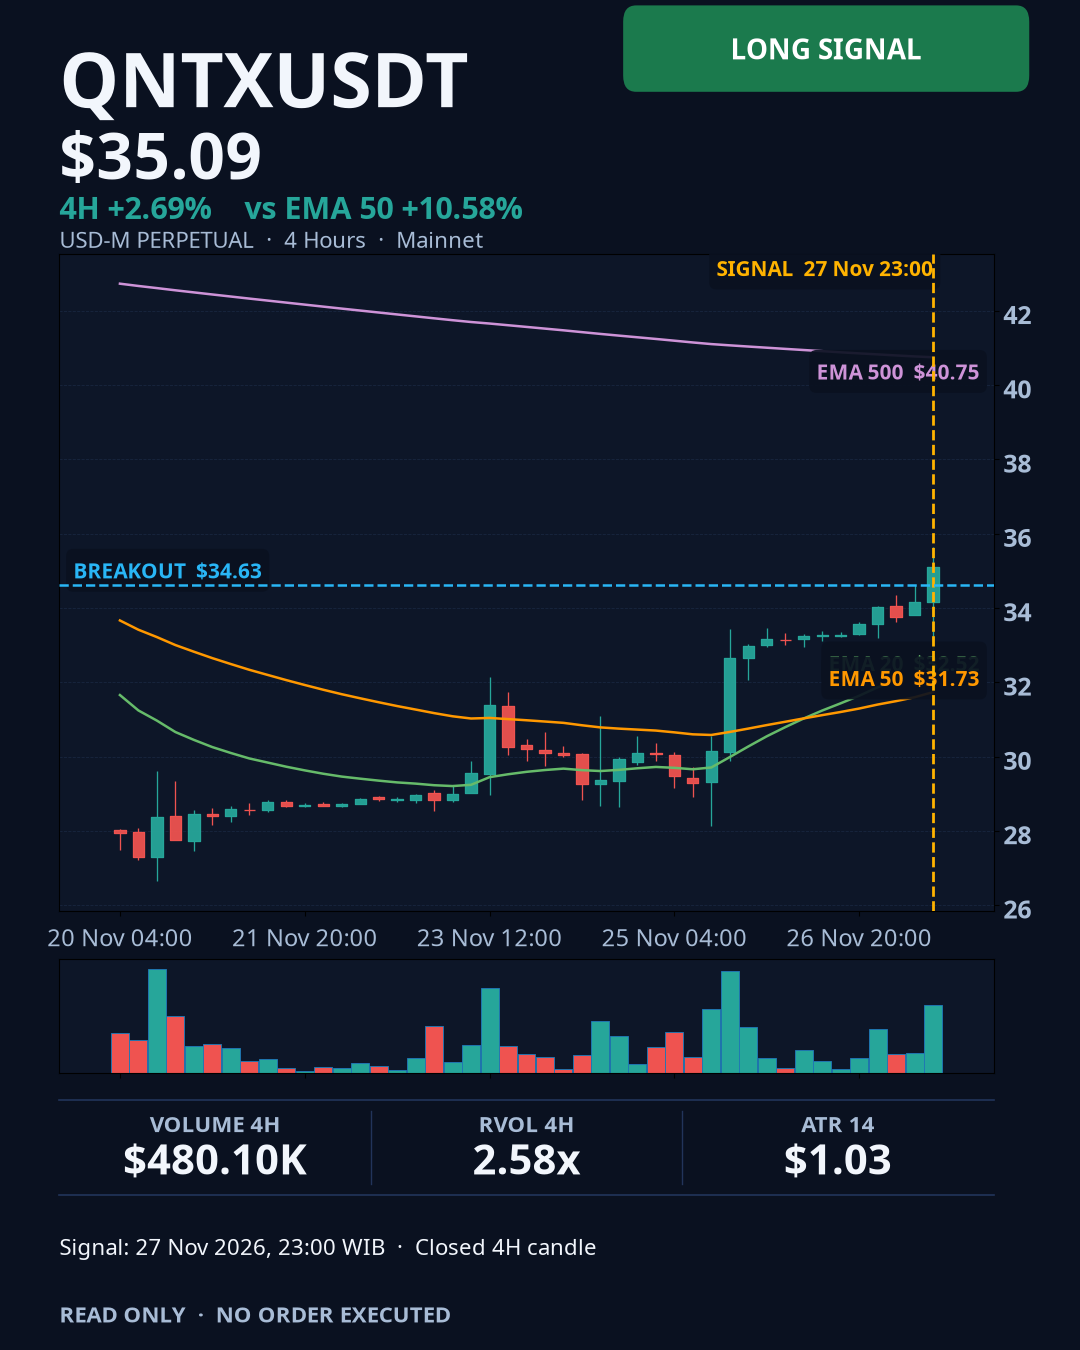 LONG SIGNAL
QNTXUSDT
$35.09
4H +2.69% vs EMA 50 +10.58%
USD-M PERPETUAL · 4 Hours · Mainnet
SIGNAL 27 Nov 23:00
42
EMA 500 $40.75
40
38
36
BREAKOUT $34.63
34
EMA 20 $32.52
EMA 50 $31.73
32
30
28
26
20 Nov 04:00 21 Nov 20:00 23 Nov 12:00 25 Nov 04:00 26 Nov 20:00
VOLUME 4H RVOL 4H ATR 14
$480.10K 2.58x $1.03
Signal: 27 Nov 2026, 23:00 WIB · Closed 4H candle
READ ONLY · NO ORDER EXECUTED